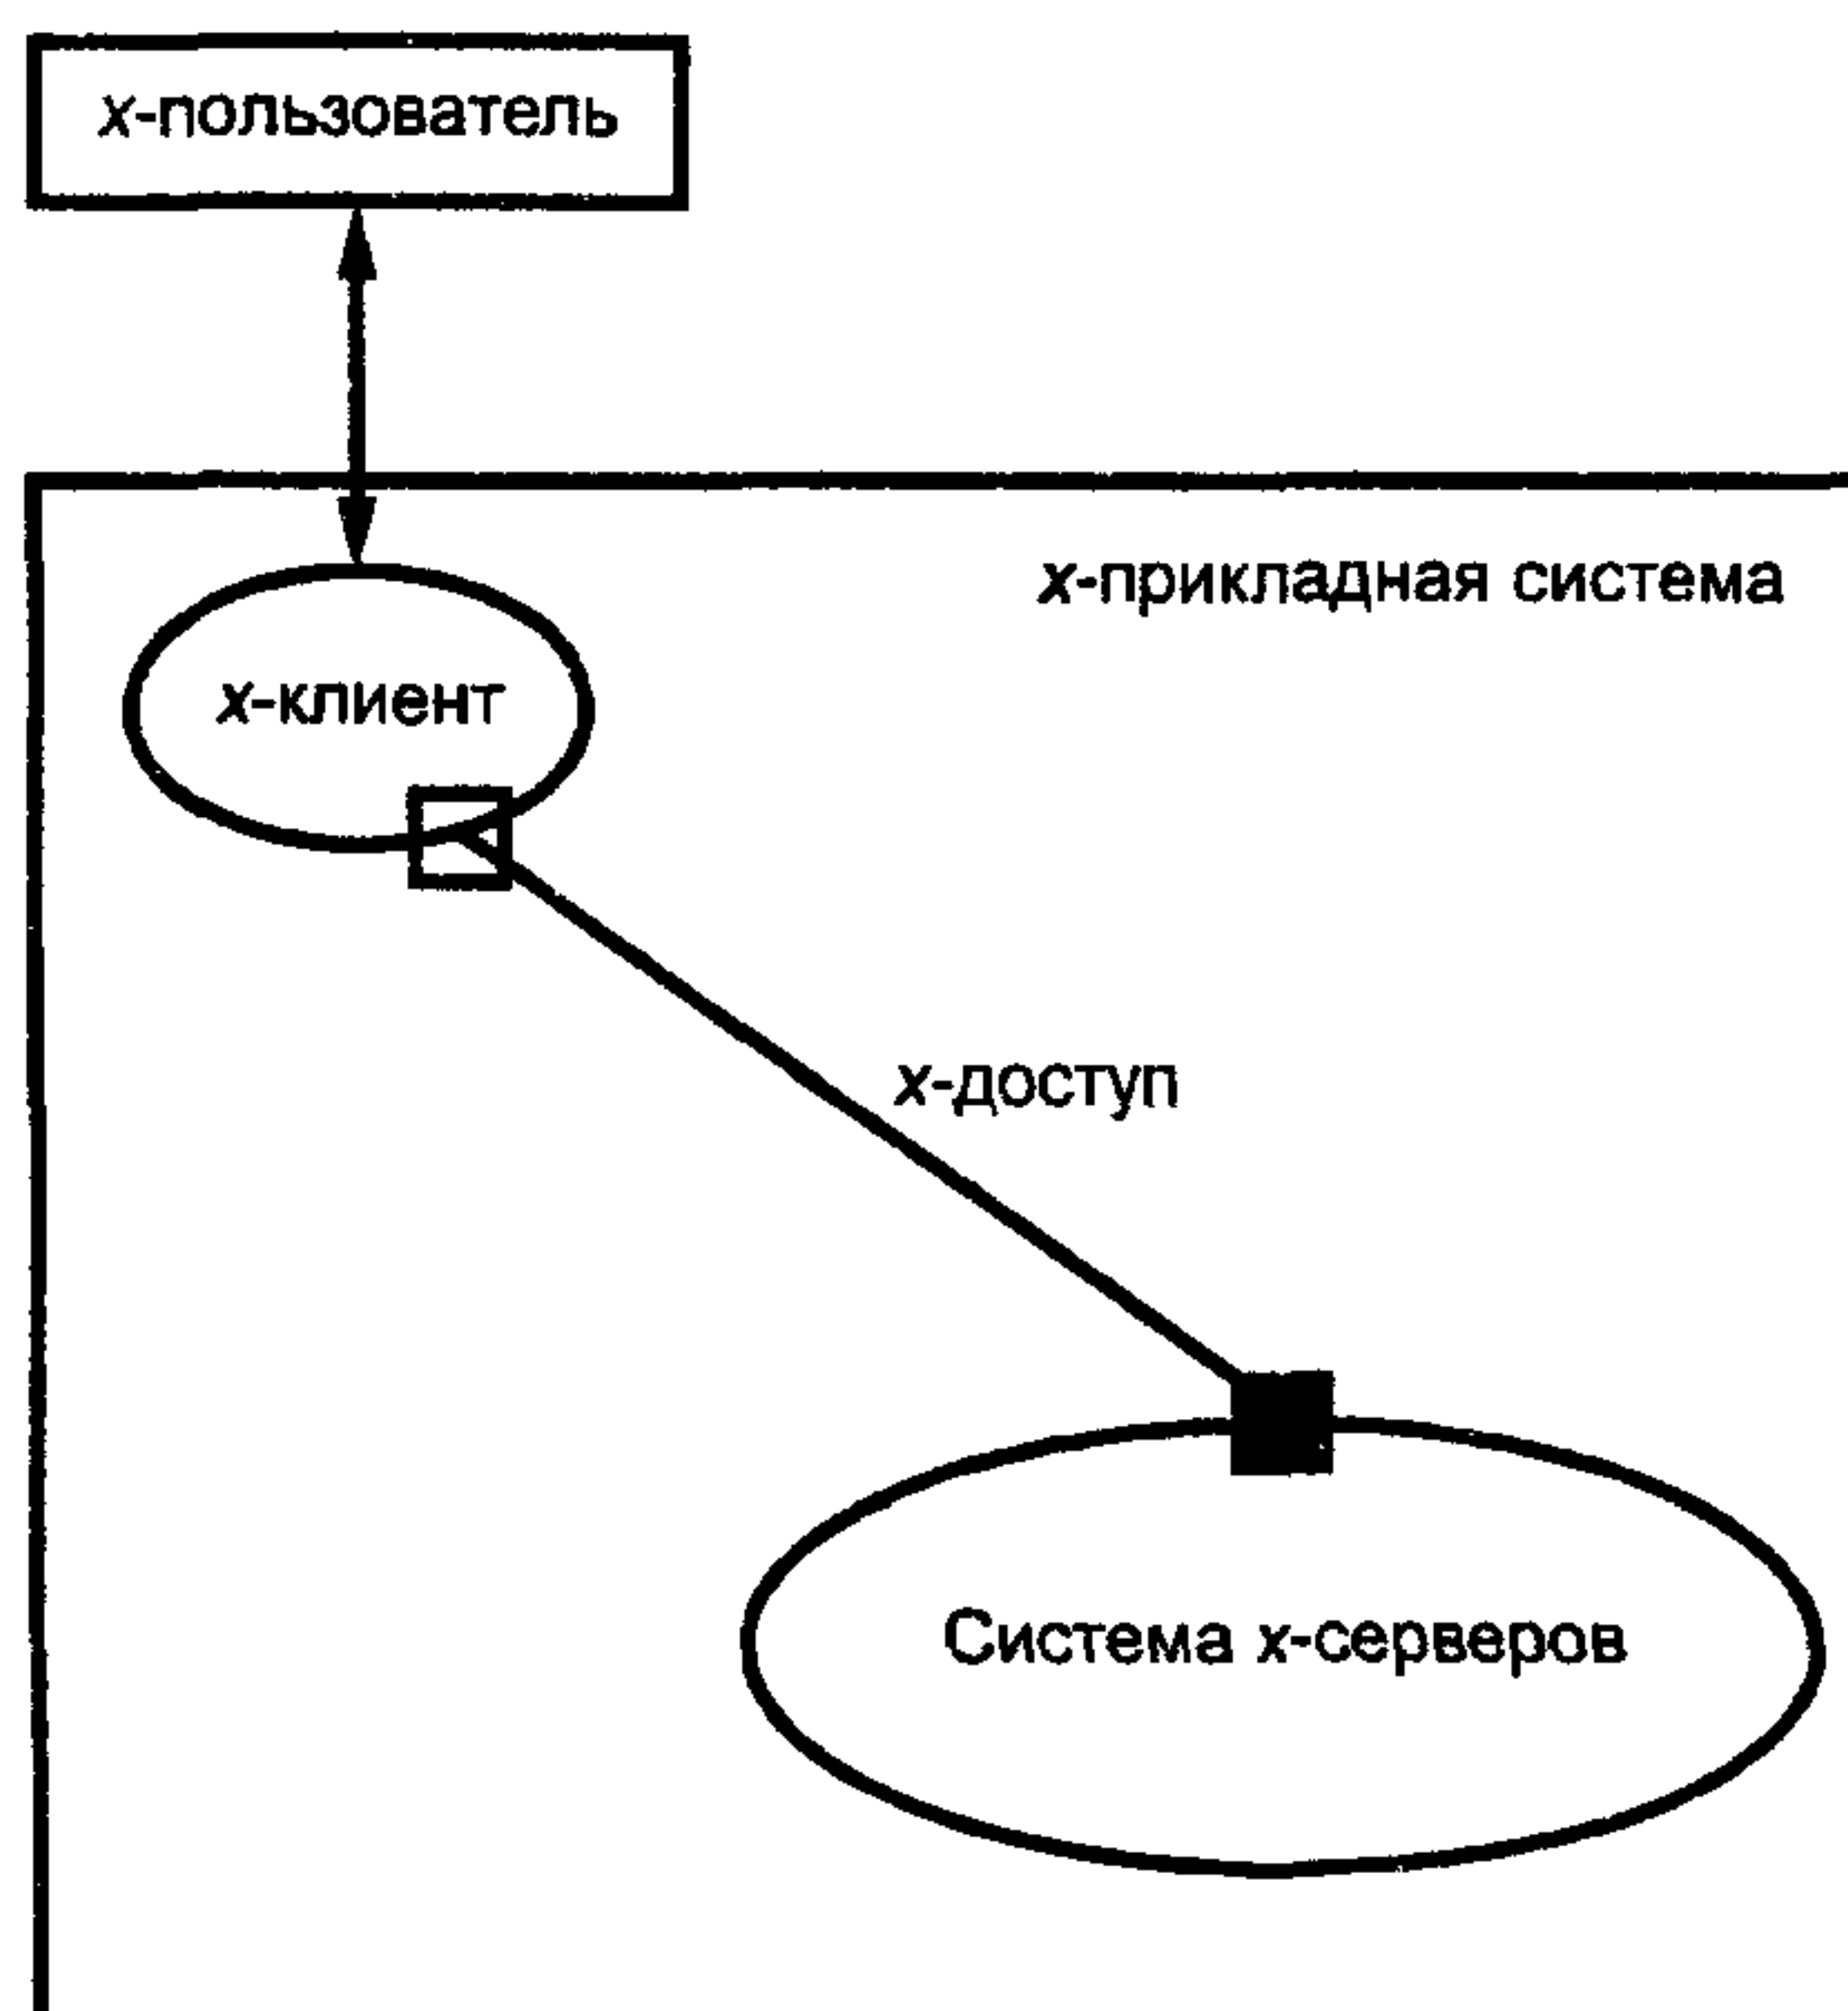 x-пользователь
x-прикладная система
x-клиент
x-доступ
Система x-серверов